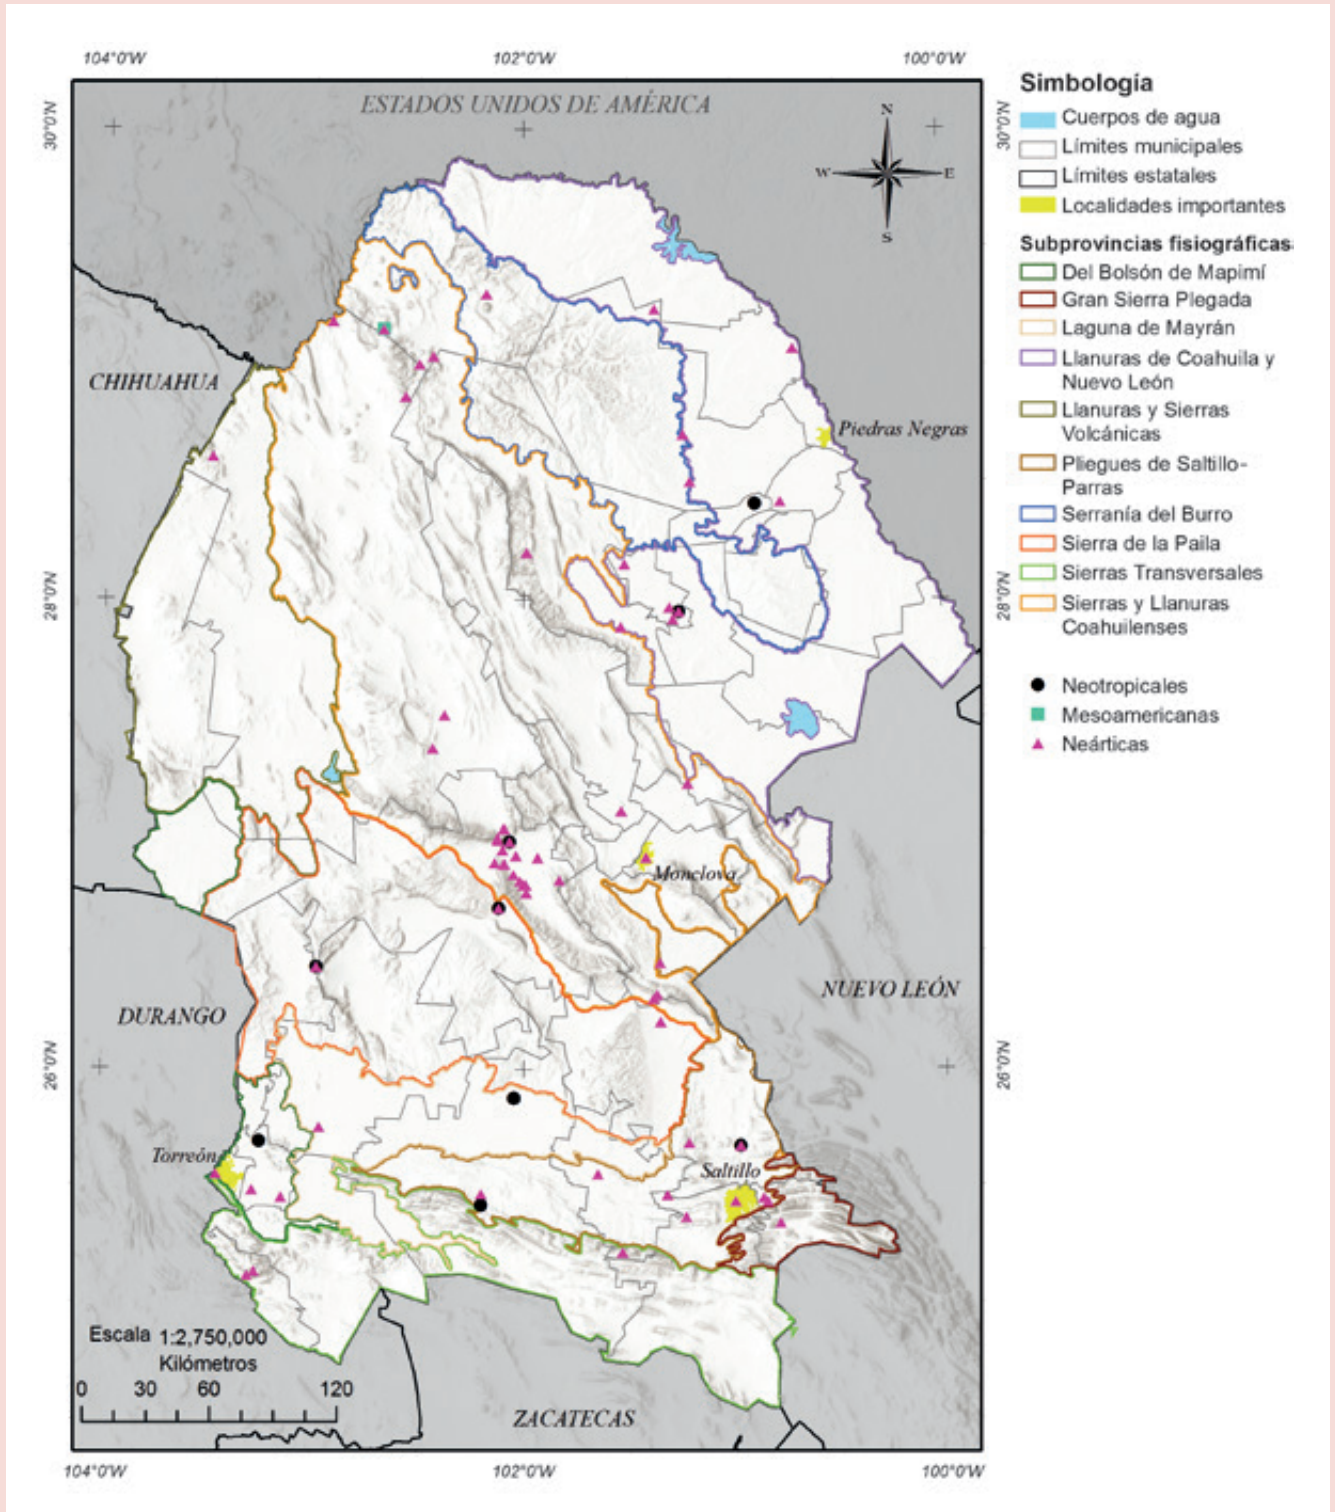 104°0'W 102°0'W 100°0'W
30°0'N
28°0'N
26°0'N
30°0'N
28°0'N
26°0'N
ESTADOS UNIDOS DE AMÉRICA
N
W E
S
CHIHUAHUA
Piedras Negras
Monclova
NUEVO LEÓN
DURANGO
Torreón
Saltillo
Escala 1:2,750,000
Kilómetros
0 30 60 120
ZACATECAS
104°0'W 102°0'W 100°0'W
Simbología
Cuerpos de agua
Límites municipales
Límites estatales
Localidades importantes
Subprovincias fisiográficas:
Del Bolsón de Mapimí
Gran Sierra Plegada
Laguna de Mayrán
Llanuras de Coahuila y
Nuevo León
Llanuras y Sierras
Volcánicas
Pliegues de Saltillo-
Parras
Serranía del Burro
Sierra de la Paila
Sierras Transversales
Sierras y Llanuras
Coahuilenses
Neotropicales
Mesoamericanas
Neárticas